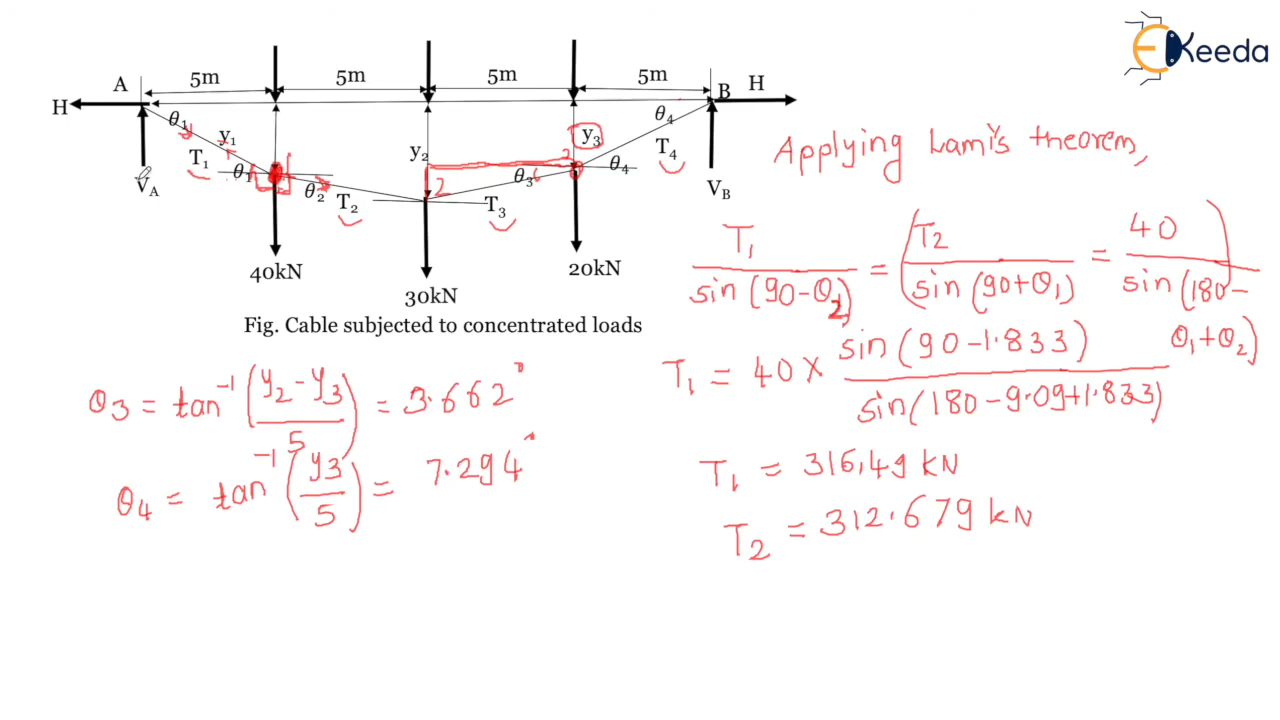 EKeeda
A 5m 5m 5m 5m B H
H
θ1 y1 T1 θ1 θ2 T2 y2 2 θ3 T3 y3 θ4 T4 θ4
VA VB
40kN 30kN 20kN
Fig. Cable subjected to concentrated loads
θ3 = tan⁻¹ (y2 - y3 / 5) = 3.662°
θ4 = tan⁻¹ (y3 / 5) = 7.294°
Applying Lami's theorem,
T1 / sin(90-θ2) = (T2 / sin(90+θ1) = 40 / sin(180-θ1+θ2))
T1 = 40 × sin(90-1.833) / sin(180-9.09+1.833)
T1 = 316.49 kN
T2 = 312.679 kN